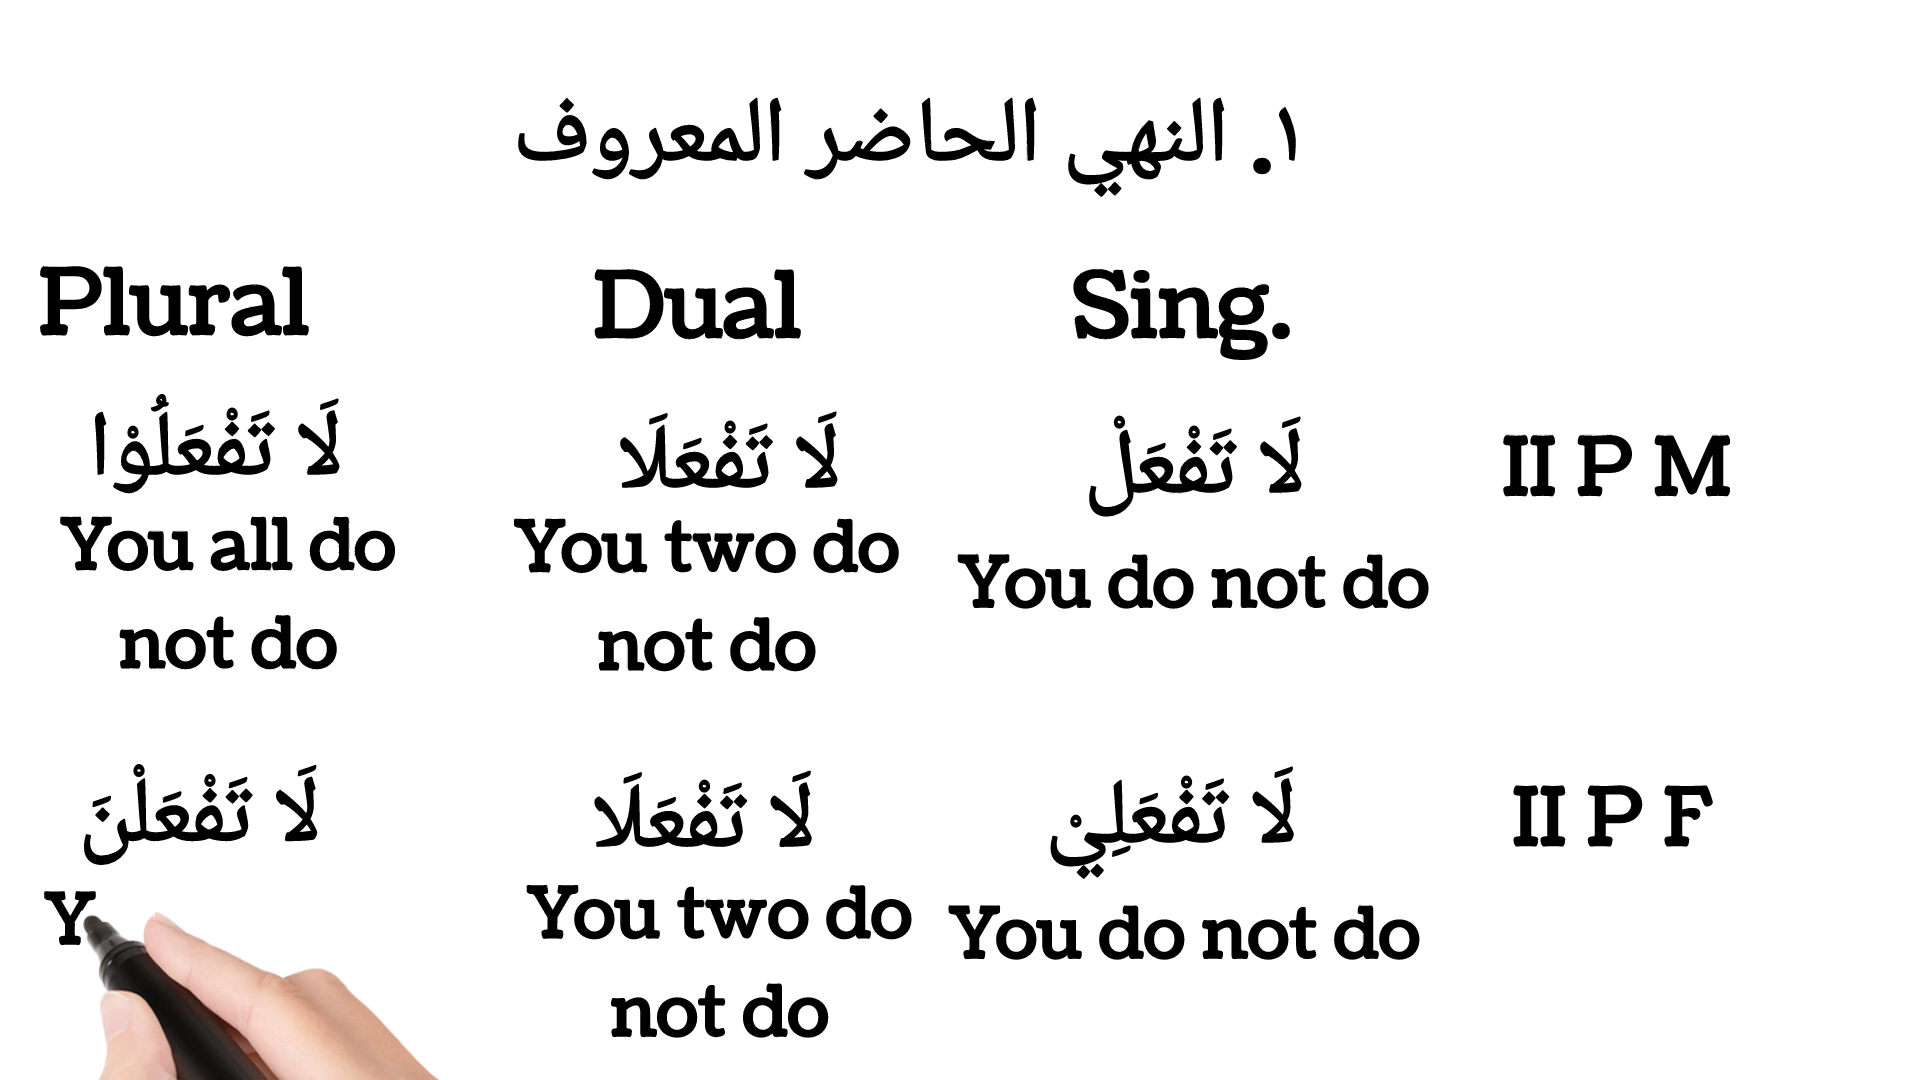 ١. النهي الحاضر المعروف
Plural Dual Sing.
لَا تَفْعَلُوْا لَا تَفْعَلَا لَا تَفْعَلْ II P M
You all do
not do
You two do
not do
You do not do
لَا تَفْعَلْنَ لَا تَفْعَلَا لَا تَفْعَلِيْ II P F
Y
You two do
not do
You do not do